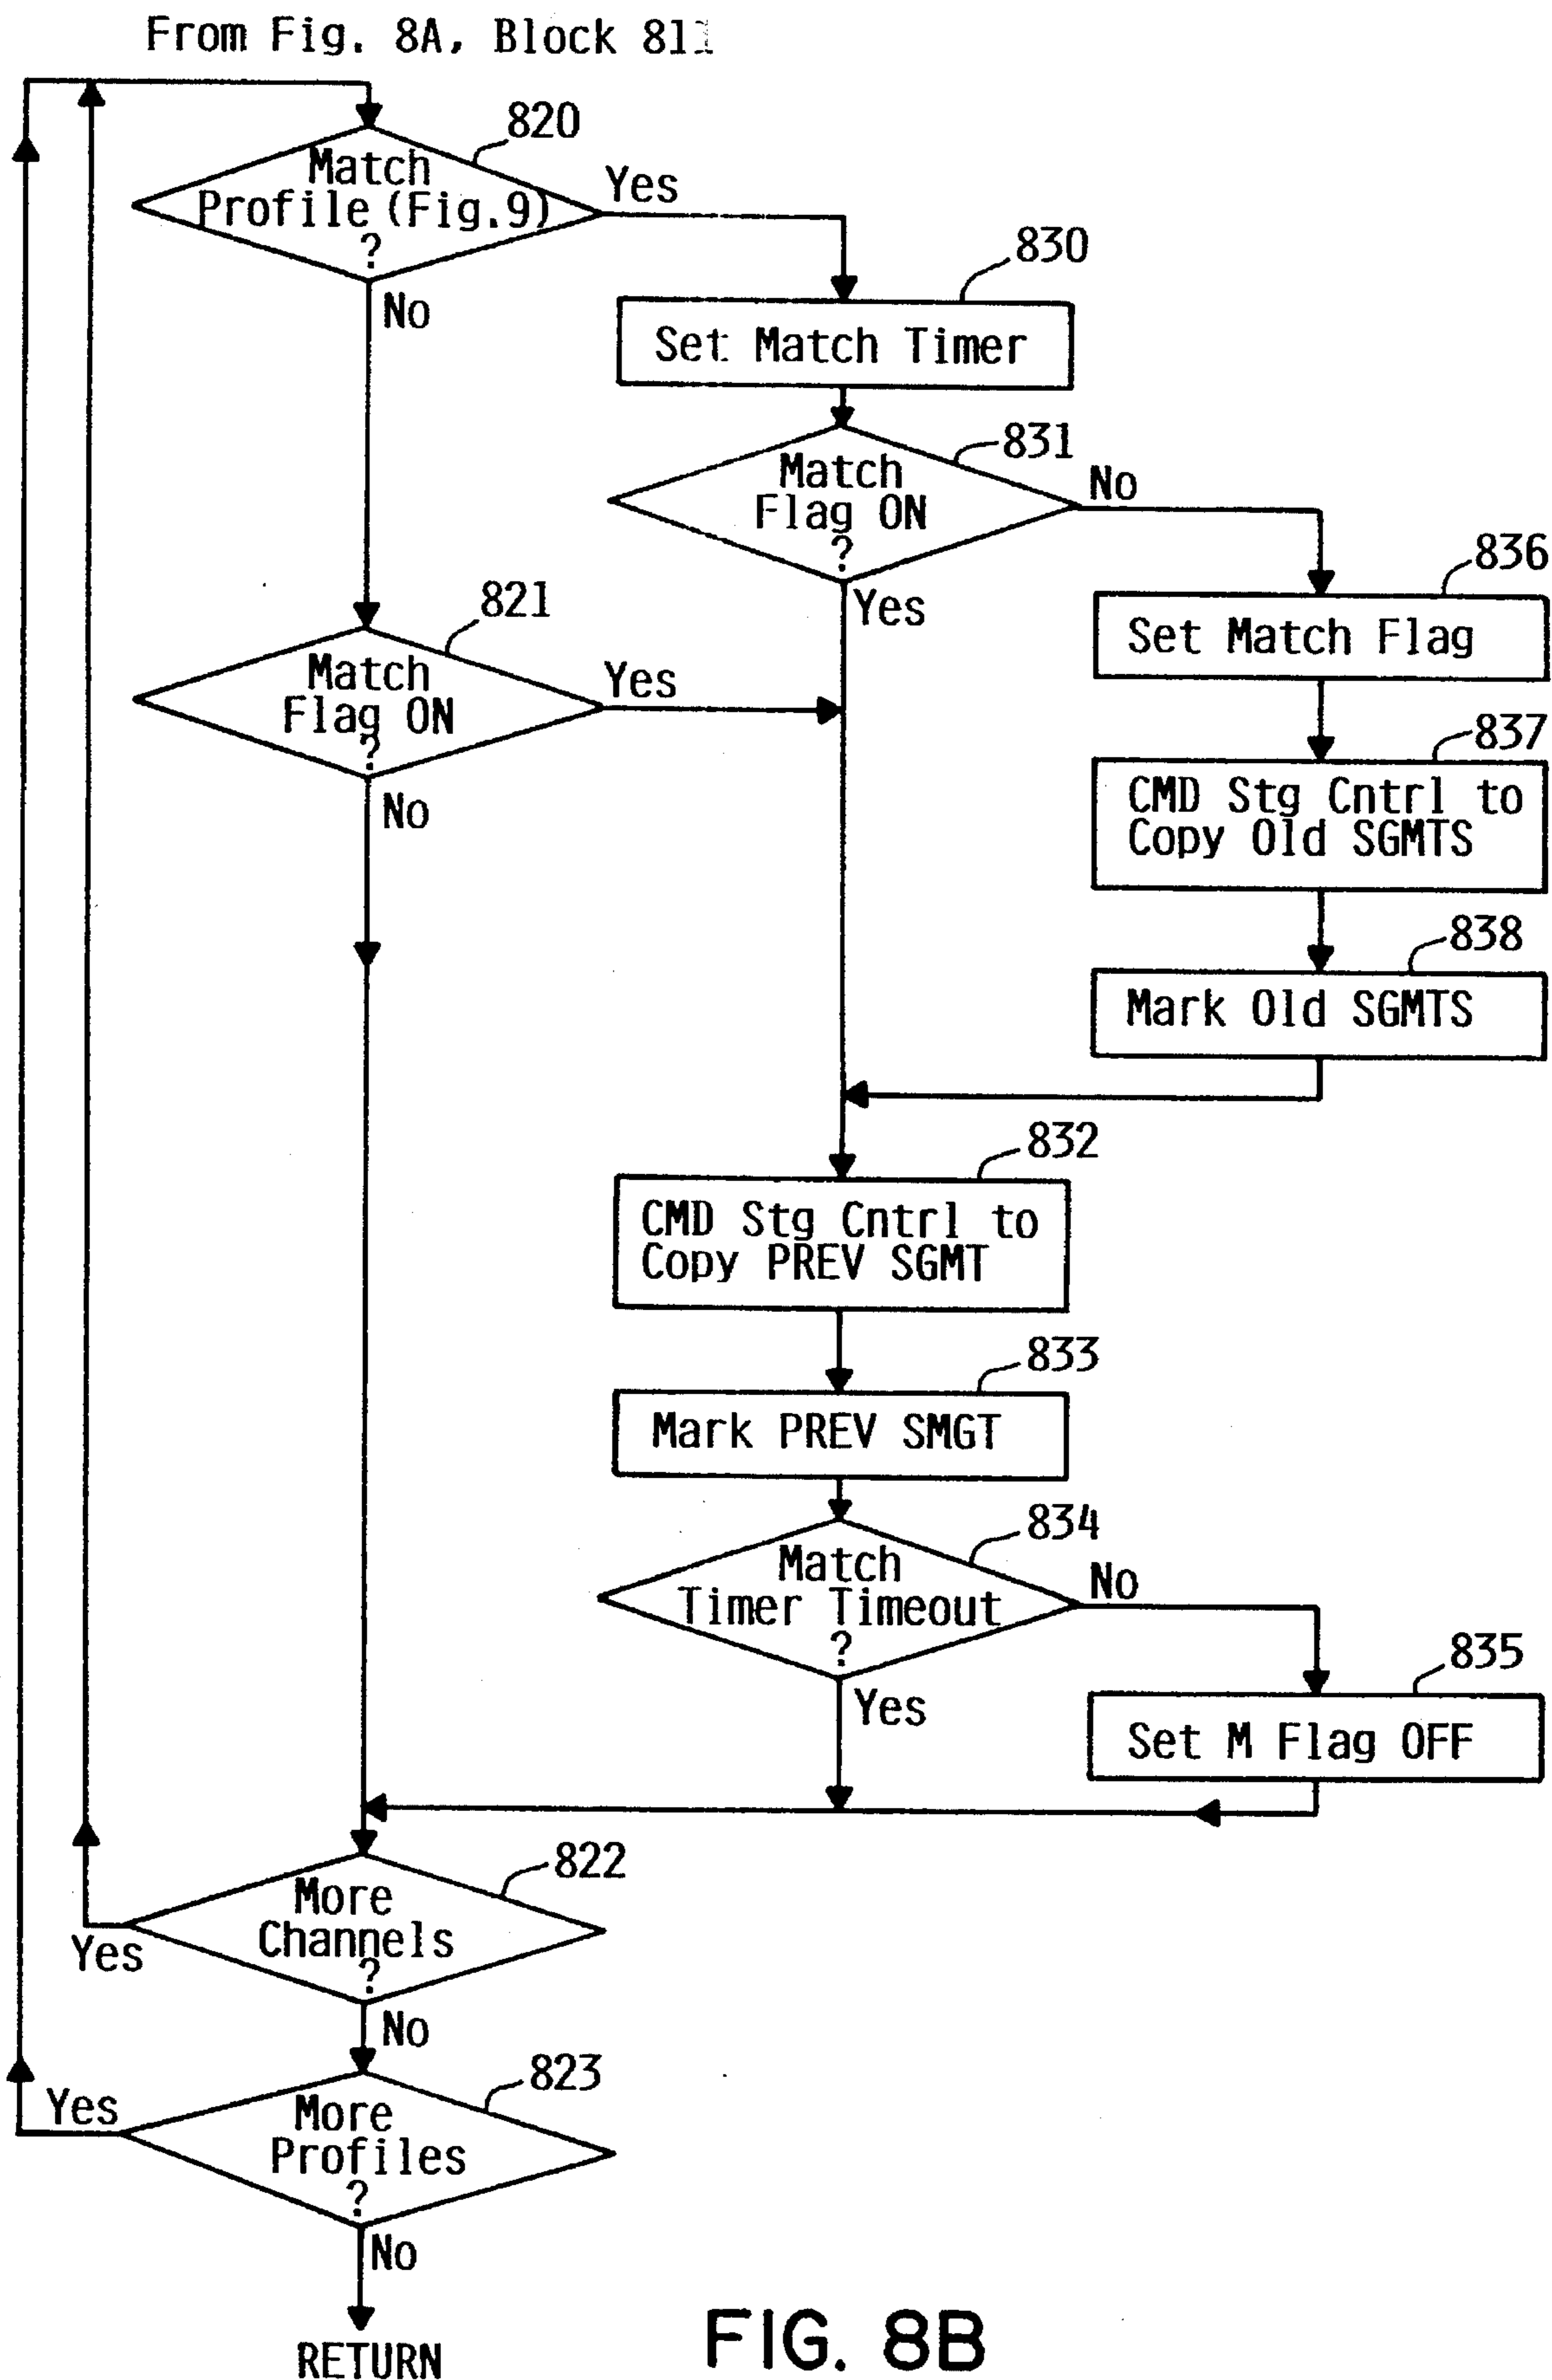 From Fig. 8A, Block 811
820
Match
Profile (Fig.9)
?
Yes
No
830
Set Match Timer
831
Match
Flag ON
?
No
Yes
836
Set Match Flag
821
Match
Flag ON
?
Yes
No
837
CMD Stg Cntrl to
Copy Old SGMTS
838
Mark Old SGMTS
832
CMD Stg Cntrl to
Copy PREV SGMT
833
Mark PREV SMGT
834
Match
Timer Timeout
?
No
Yes
835
Set M Flag OFF
822
More
Channels
?
Yes
No
823
More
Profiles
?
Yes
No
RETURN
FIG. 8B